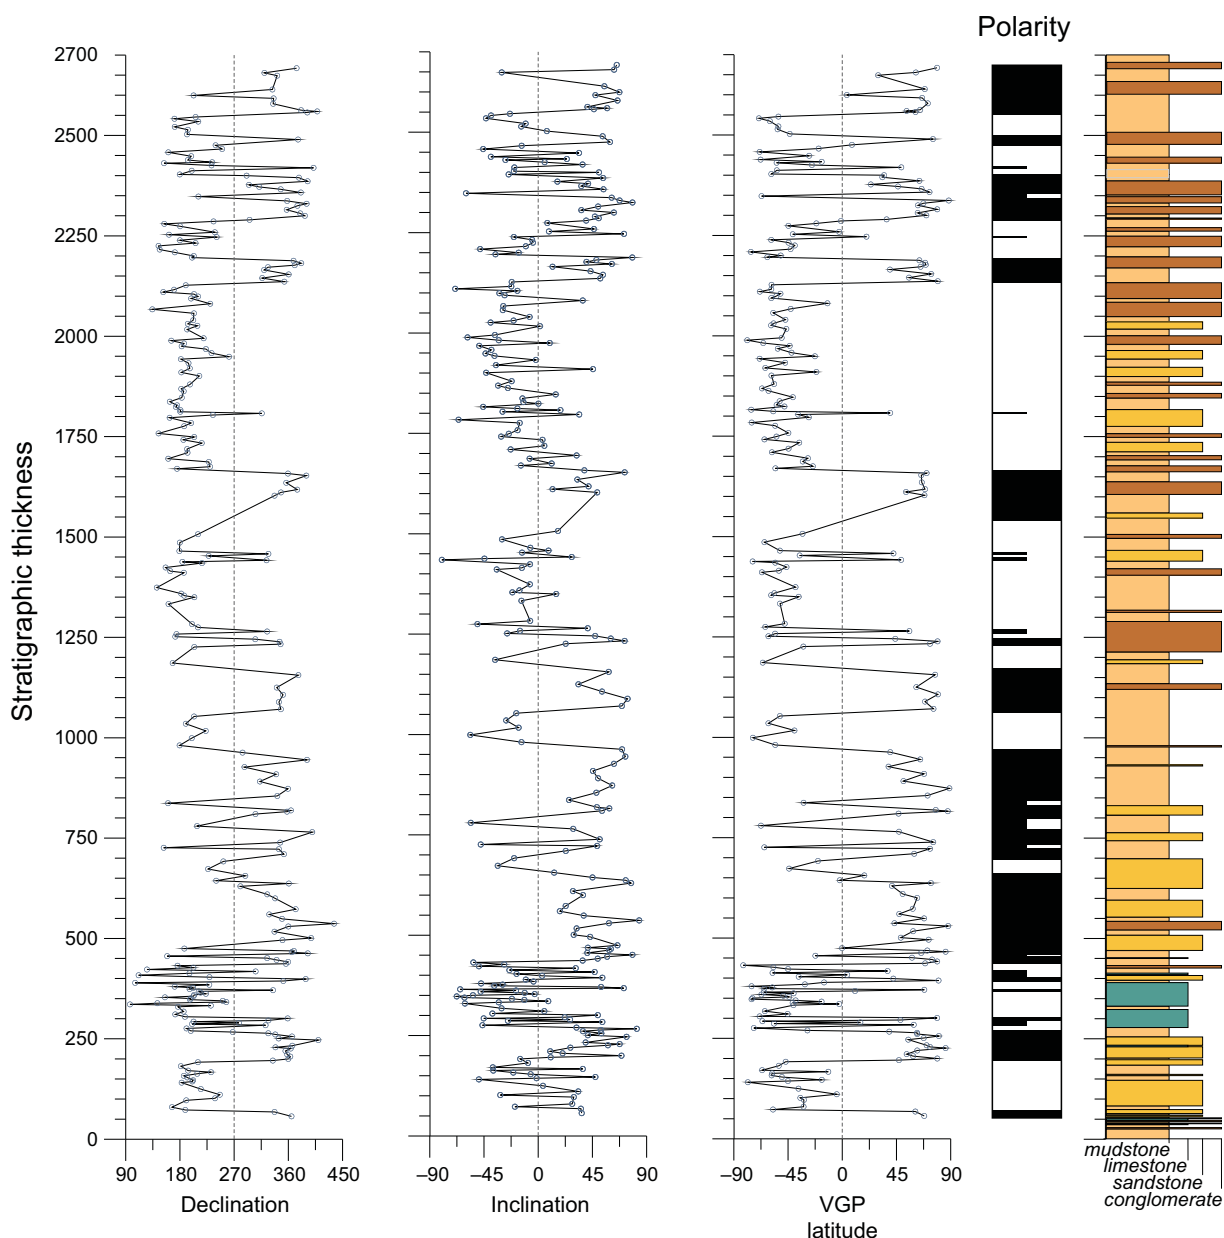 Polarity
Stratigraphic thickness
2700
2500
2250
2000
1750
1500
1250
1000
750
500
250
0
90 180 270 360 450
Declination
–90 –45 0 45 90
Inclination
–90 –45 0 45 90
VGP
latitude
mudstone
limestone
sandstone
conglomerate